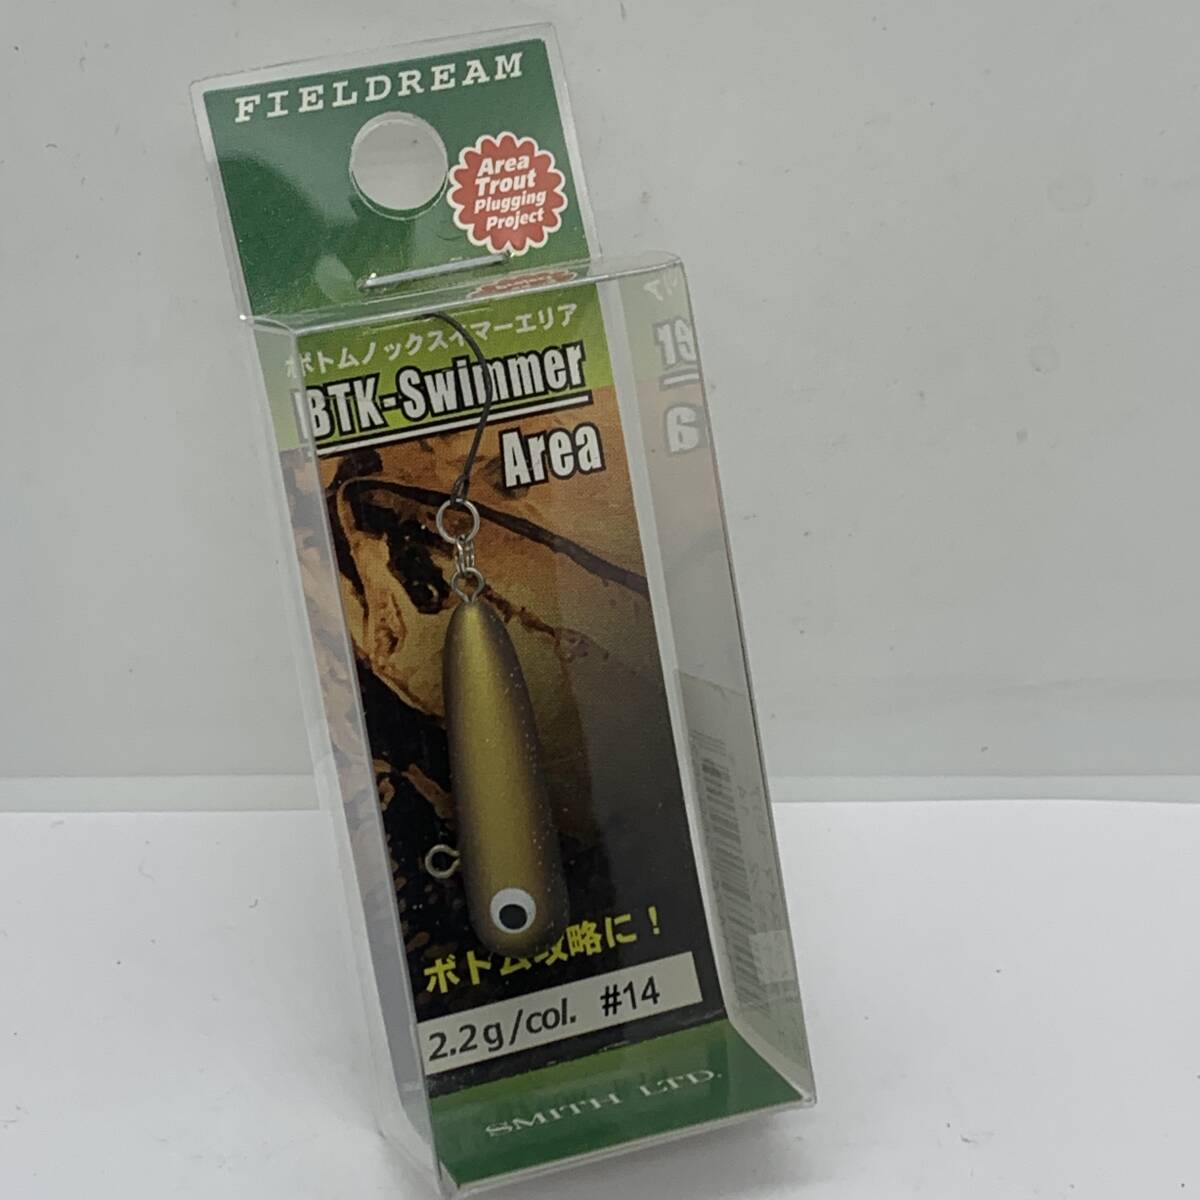 FIELDREAM
Area
Trout
Plugging
Project
ボトムノックスイマーエリア
BTK-Swimmer
Area
ボトム攻略に!
2.2g/col. #14
SMITH LTD.